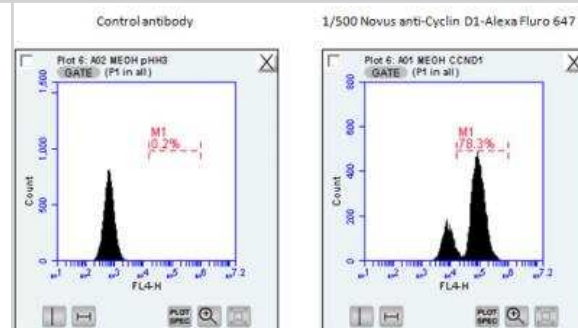 Control antibody
1/500 Novus anti-Cyclin D1-Alexa Fluro 647
Plot 6: A02 MEOH pHH3
GATE (P1 in all)
1,500
1,000
500
0
Count
M1
0.2%
FL4-H
PLOT
SPEC
Plot 6: A01 MEOH CCND1
GATE (P1 in all)
800
600
400
200
0
Count
M1
78.3%
FL4-H
PLOT
SPEC